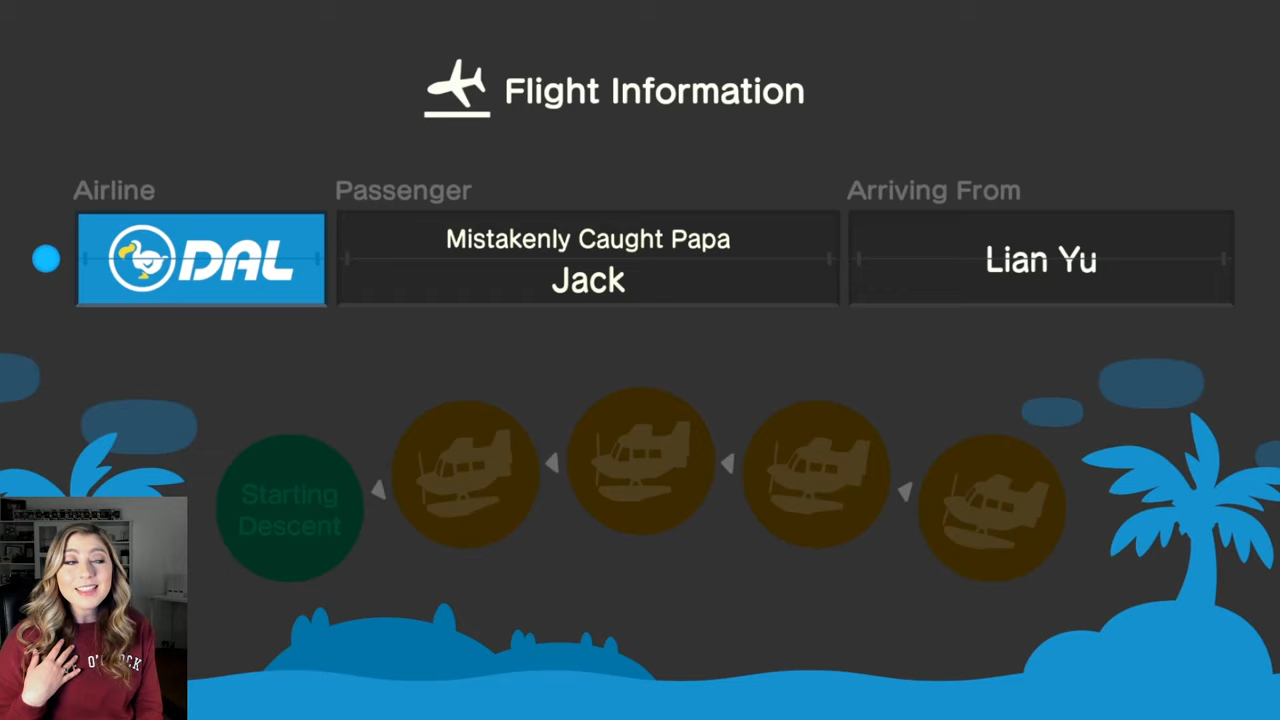 Flight Information
Airline
Passenger
Arriving From
DAL
Mistakenly Caught Papa
Jack
Lian Yu
Starting
Descent